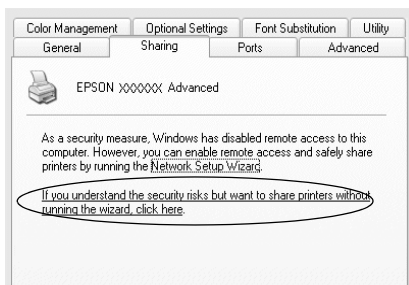 Color Management Optional Settings Font Substitution Utility
General Sharing Ports Advanced
EPSON XXXXXX Advanced
As a security measure, Windows has disabled remote access to this
computer. However, you can enable remote access and safely share
printers by running the Network Setup Wizard.
If you understand the security risks but want to share printers without
running the wizard, click here.